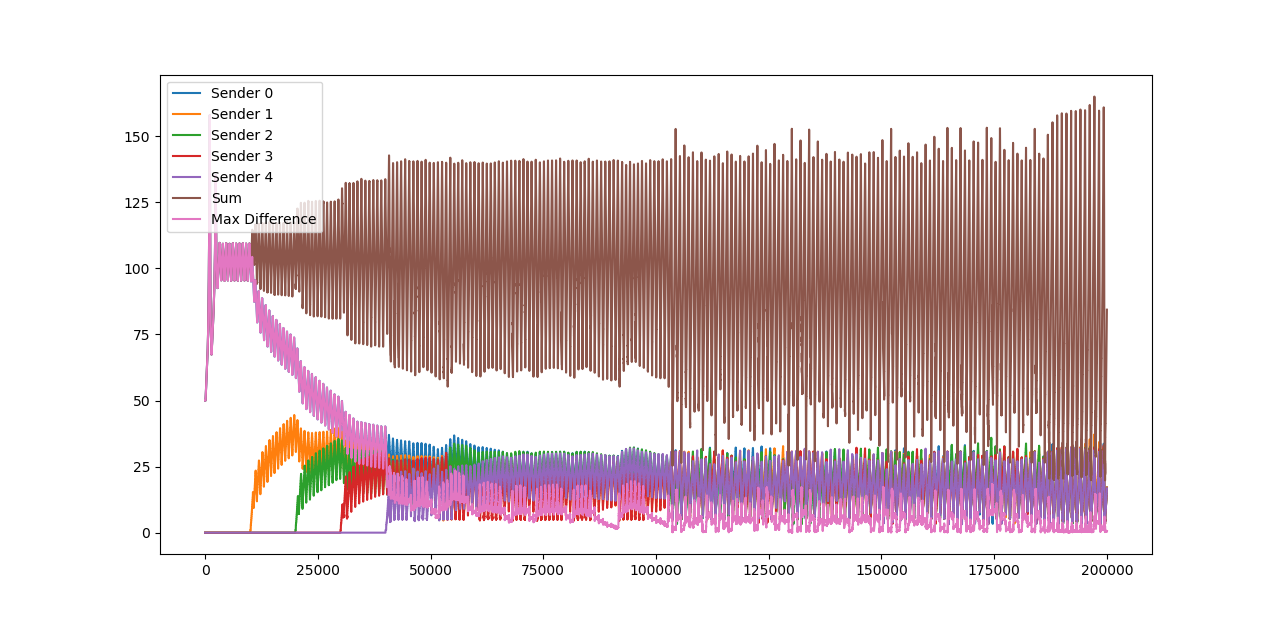 Sender 0
Sender 1
Sender 2
Sender 3
Sender 4
Sum
Max Difference
150
125
100
75
50
25
0
0 25000 50000 75000 100000 125000 150000 175000 200000